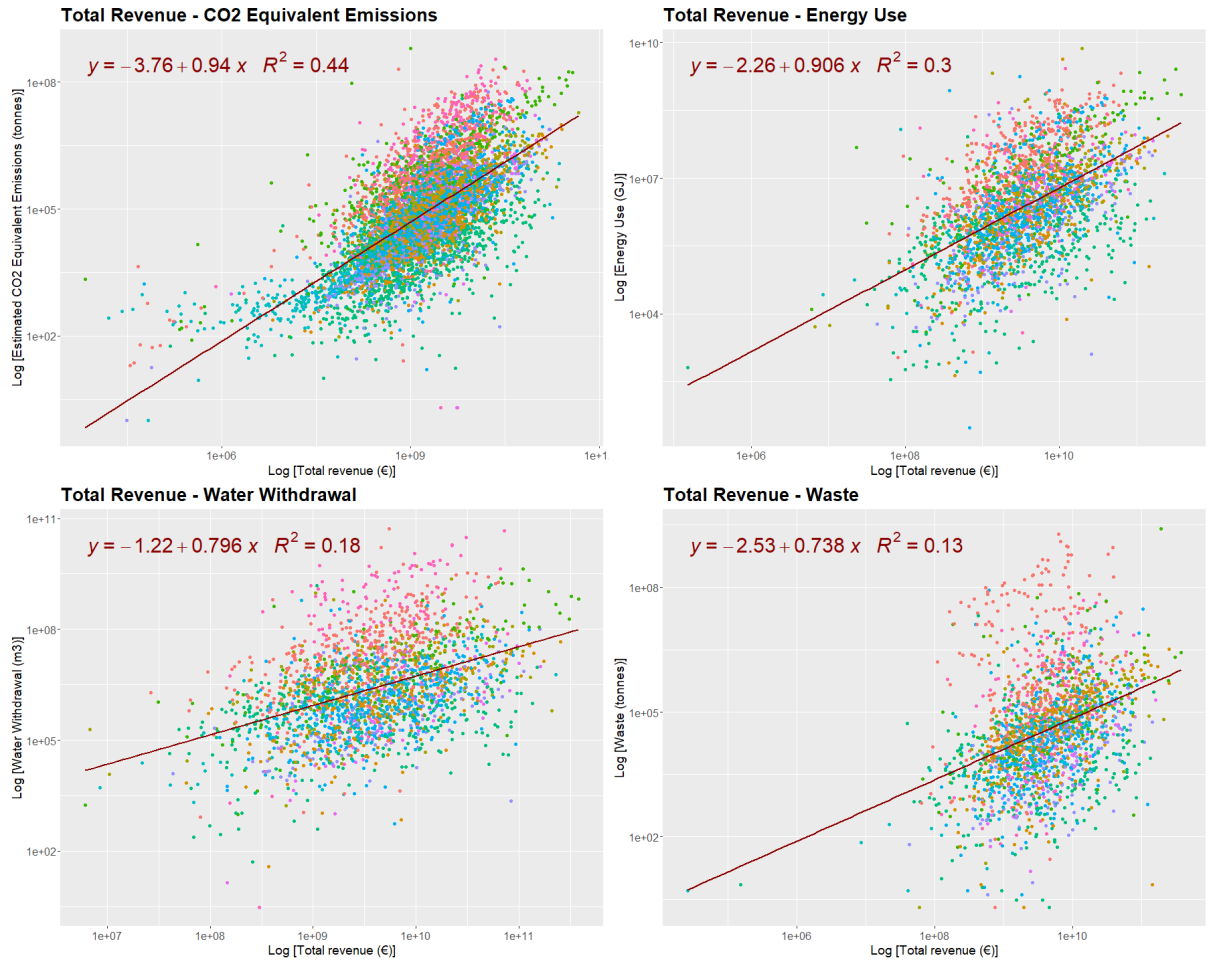 Total Revenue - CO2 Equivalent Emissions
y = −3.76 + 0.94 x R² = 0.44
Log [Estimated CO2 Equivalent Emissions (tonnes)]
1e+08
1e+05
1e+02
1e+06
1e+09
1e+1
Log [Total revenue (€)]
Total Revenue - Energy Use
y = −2.26 + 0.906 x R² = 0.3
Log [Energy Use (GJ)]
1e+10
1e+07
1e+04
1e+06
1e+08
1e+10
Log [Total revenue (€)]
Total Revenue - Water Withdrawal
y = −1.22 + 0.796 x R² = 0.18
Log [Water Withdrawal (m3)]
1e+11
1e+08
1e+05
1e+02
1e+07
1e+08
1e+09
1e+10
1e+11
Log [Total revenue (€)]
Total Revenue - Waste
y = −2.53 + 0.738 x R² = 0.13
Log [Waste (tonnes)]
1e+08
1e+05
1e+02
1e+06
1e+08
1e+10
Log [Total revenue (€)]